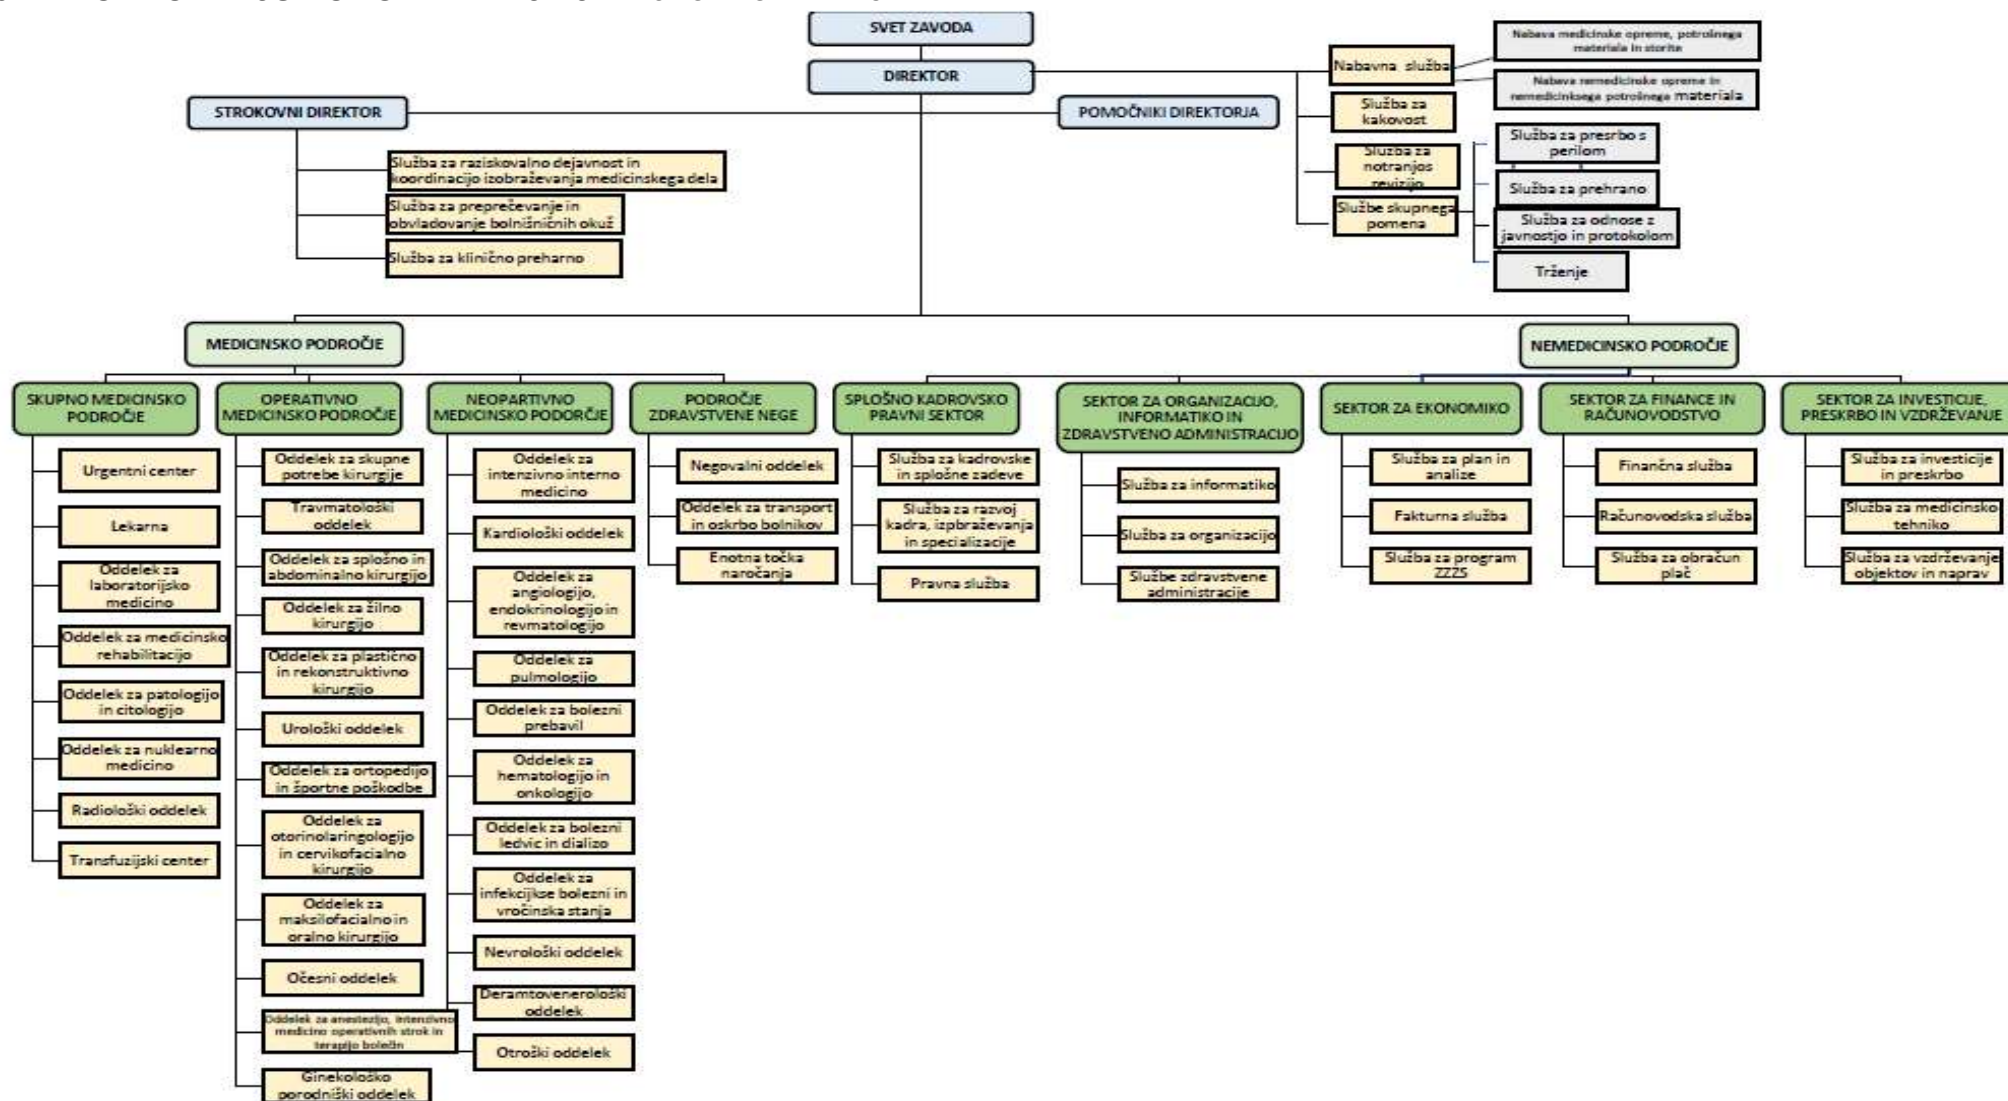 SVET ZAVODA
DIREKTOR
STROKOVNI DIREKTOR
POMOČNIKI DIREKTORJA
Služba za raziskovalno dejavnost in
koordinacijo izobraževanja medicinskega dela
Služba za preprečevanje in
obvladovanje bolnišničnih okuž
Služba za klinično preharno
Nabavna služba
Nabava medicinske opreme, potrošnega
materiala in storite
Nabava nemedicinske opreme in
nemedicinksega potrošnega materiala
Služba za
kakovost
Služba za
notranjos
revizijo
Službe skupnega
pomena
Služba za presrbo s
perilom
Služba za prehrano
Služba za odnose z
javnostjo in protokolom
Trženje
MEDICINSKO PODROČJE
NEMEDICINSKO PODROČJE
SKUPNO MEDICINSKO
PODROČJE
Urgentni center
Lekarna
Oddelek za
laboratorijsko
medicino
Oddelek za medicinsko
rehabilitacijo
Oddelek za patologijo
in citologijo
Oddelek za nuklearno
medicino
Radiološki oddelek
Transfuzijski center
OPERATIVNO
MEDICINSKO PODROČJE
Oddelek za skupne
potrebe kirurgije
Travmatološki
oddelek
Oddelek za splošno in
abdominalno kirurgijo
Oddelek za žilno
kirurgijo
Oddelek za plastično
in rekonstruktivno
kirurgijo
Urološki oddelek
Oddelek za ortopedijo
in športne poškodbe
Oddelek za
otorinolaringologijo
in cervikofacialno
kirurgijo
Oddelek za
maksilofacialno in
oralno kirurgijo
Očesni oddelek
Oddelek za anestezijo, intenzivno
medicino operativnih strok in
terapijo bolečin
Ginekološko
porodniški oddelek
NEOPARTIVNO
MEDICINSKO PODORČJE
Oddelek za
intenzivno interno
medicino
Kardiološki oddelek
Oddelek za
angiologijo,
endokrinologijo in
revmatologijo
Oddelek za
pulmologijo
Oddelek za bolezni
prebavil
Oddelek za
hematologijo in
onkologijo
Oddelek za bolezni
ledvic in dializo
Oddelek za
infekcijkse bolezni in
vročinska stanja
Nevrološki oddelek
Deramtovenerološki
oddelek
Otroški oddelek
PODROČJE
ZDRAVSTVENE NEGE
Negovalni oddelek
Oddelek za transport
in oskrbo bolnikov
Enotna točka
naročanja
SPLOŠNO KADROVSKO
PRAVNI SEKTOR
Služba za kadrovske
in splošne zadeve
Služba za razvoj
kadra, izpbraževanja
in specializacije
Pravna služba
SEKTOR ZA ORGANIZACIJO,
INFORMATIKO IN
ZDRAVSTVENO ADMINISTRACIJO
Služba za informatiko
Služba za organizacijo
Službe zdravstvene
administracije
SEKTOR ZA EKONOMIKO
Služba za plan in
analize
Fakturna služba
Služba za program
ZZZS
SEKTOR ZA FINANCE IN
RAČUNOVODSTVO
Finančna služba
Računovodska služba
Služba za obračun
plač
SEKTOR ZA INVESTICIJE,
PRESKRBO IN VZDRŽEVANJE
Služba za investicije
in preskrbo
Služba za medicinsko
tehniko
Služba za vzdrževanje
objektov in naprav